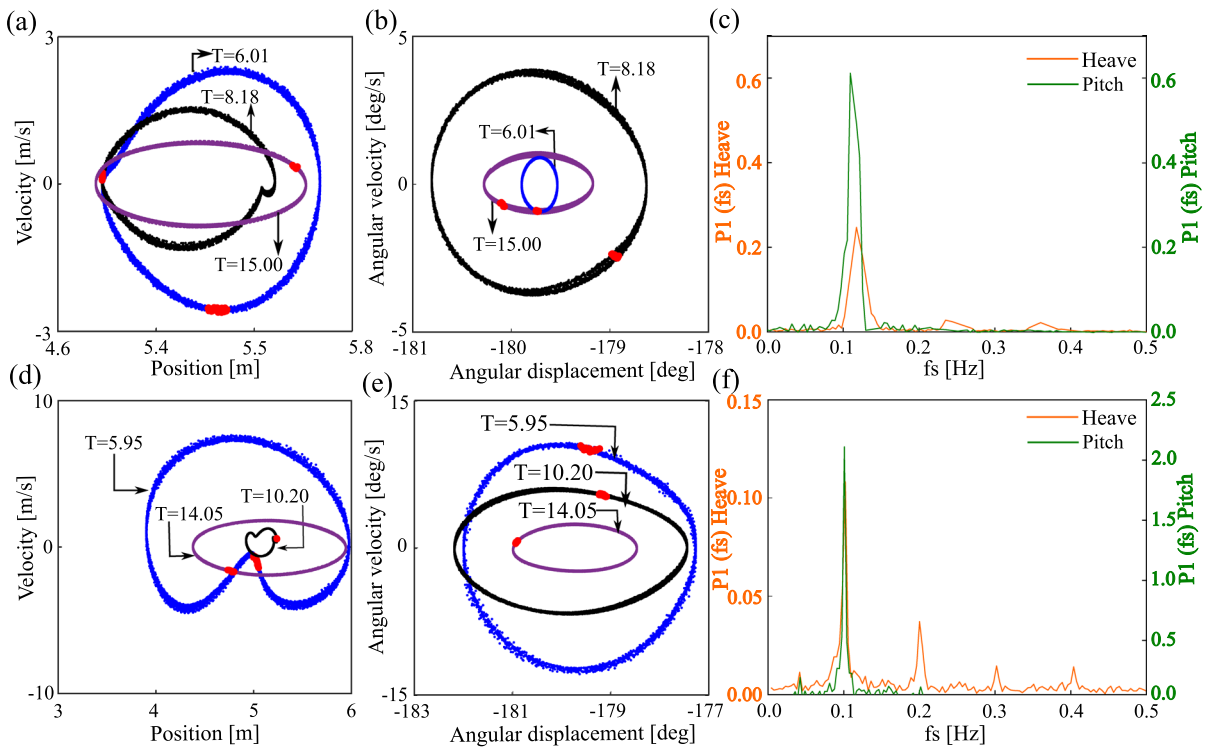 (a)
3
0
-3
Velocity [m/s]
T=6.01
T=8.18
T=15.00
4.6
5.4
5.5
5.8
Position [m]
(b)
5
0
-5
Angular velocity [deg/s]
T=8.18
T=6.01
T=15.00
-181
-180
-179
-178
Angular displacement [deg]
(c)
0.6
0.4
0.2
0.0
P1 (fs) Heave
Heave
Pitch
0.6
0.4
0.2
0.0
P1 (fs) Pitch
0.0
0.1
0.2
0.3
0.4
0.5
fs [Hz]
(d)
10
0
-10
Velocity [m/s]
T=5.95
T=10.20
T=14.05
3
4
5
6
Position [m]
(e)
15
0
-15
Angular velocity [deg/s]
T=5.95
T=10.20
T=14.05
-183
-181
-179
-177
Angular displacement [deg]
(f)
0.15
0.10
0.05
0.00
P1 (fs) Heave
Heave
Pitch
2.5
2.0
1.5
1.0
0.5
0.0
P1 (fs) Pitch
0.0
0.1
0.2
0.3
0.4
0.5
fs [Hz]